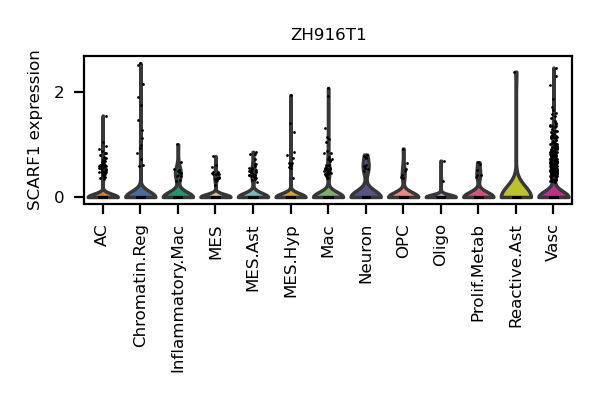 ZH916T1
SCARF1 expression
2
0
AC
Chromatin.Reg
Inflammatory.Mac
MES
MES.Ast
MES.Hyp
Mac
Neuron
OPC
Oligo
Prolif.Metab
Reactive.Ast
Vasc